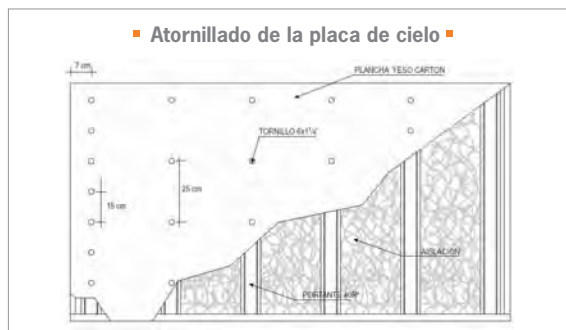 Atornillado de la placa de cielo
7 cm
PLANCHA YESO CARTON
TORNILLO 6x1¼"
25 cm
15 cm
AISLACION
PORTANTE 40R